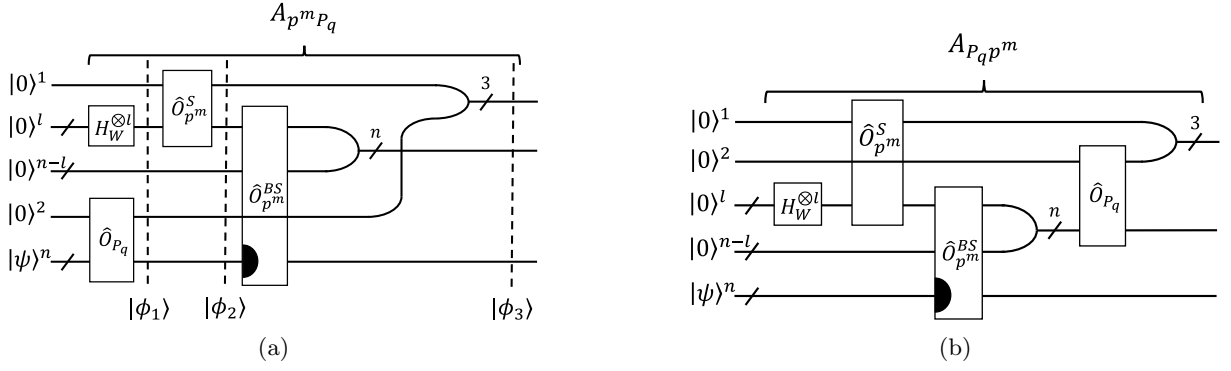 A_{p^m P_q}
|0⟩^1
|0⟩^l
|0⟩^{n-l}
|0⟩^2
|ψ⟩^n
H_W^{⊗l}
Ô_{p^m}^S
Ô_{p^m}^{BS}
Ô_{P_q}
3
n
|ϕ_1⟩ |ϕ_2⟩ |ϕ_3⟩
(a)
A_{P_q p^m}
|0⟩^1
|0⟩^2
|0⟩^l
|0⟩^{n-l}
|ψ⟩^n
H_W^{⊗l}
Ô_{p^m}^S
Ô_{p^m}^{BS}
Ô_{P_q}
3
n
(b)